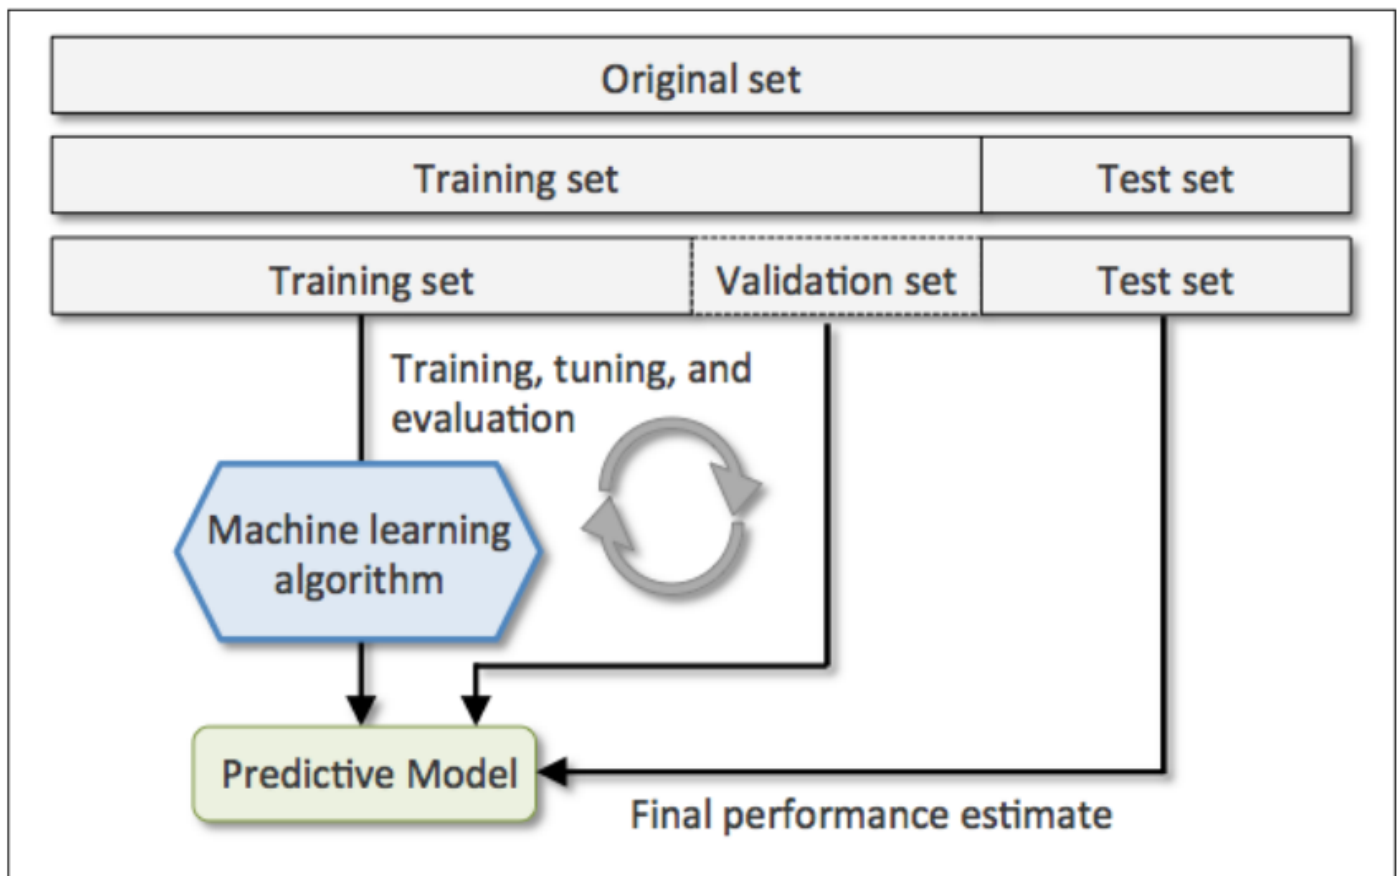 Original set
Training set
Test set
Training set
Validation set
Test set
Training, tuning, and
evaluation
Machine learning
algorithm
Predictive Model
Final performance estimate